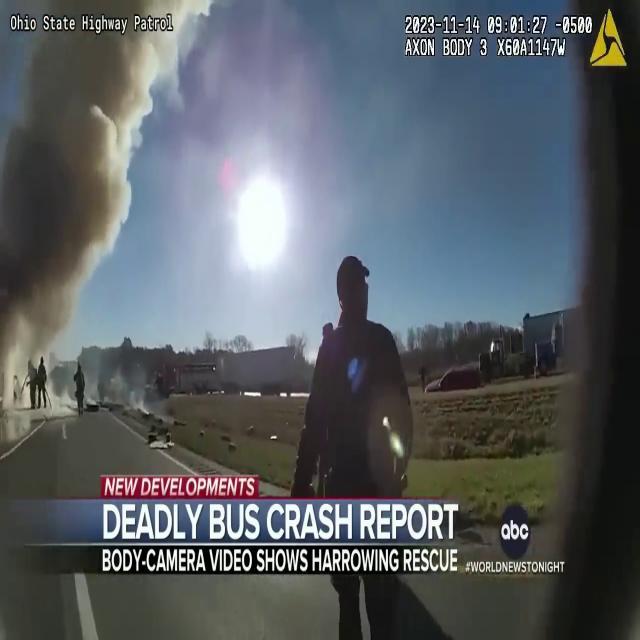 Ohio State Highway Patrol
2023-11-14 09:01:27 -0500
AXON BODY 3 X60A1147W
NEW DEVELOPMENTS
DEADLY BUS CRASH REPORT
BODY-CAMERA VIDEO SHOWS HARROWING RESCUE
abc
#WORLDNEWSTONIGHT